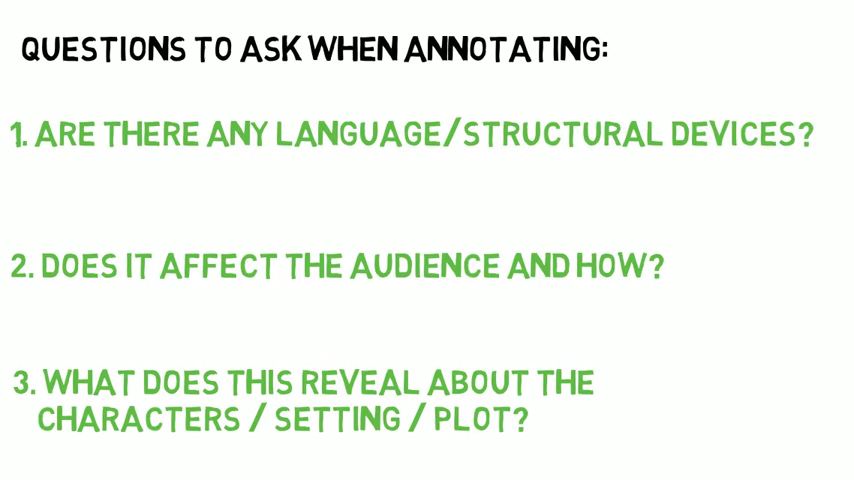 QUESTIONS TO ASK WHEN ANNOTATING:
1. ARE THERE ANY LANGUAGE/STRUCTURAL DEVICES?
2. DOES IT AFFECT THE AUDIENCE AND HOW?
3. WHAT DOES THIS REVEAL ABOUT THE
CHARACTERS / SETTING / PLOT?